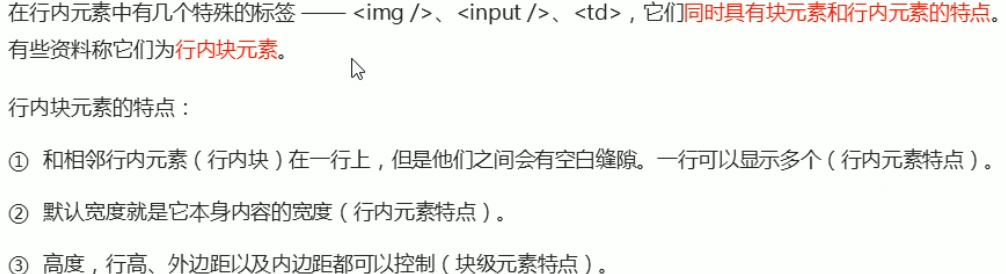 在行内元素中有几个特殊的标签 —— <img />、<input />、<td>，它们同时具有块元素和行内元素的特点。
有些资料称它们为行内块元素。
行内块元素的特点：
① 和相邻行内元素（行内块）在一行上，但是他们之间会有空白缝隙。一行可以显示多个（行内元素特点）。
② 默认宽度就是它本身内容的宽度（行内元素特点）。
③ 高度，行高、外边距以及内边距都可以控制（块级元素特点）。